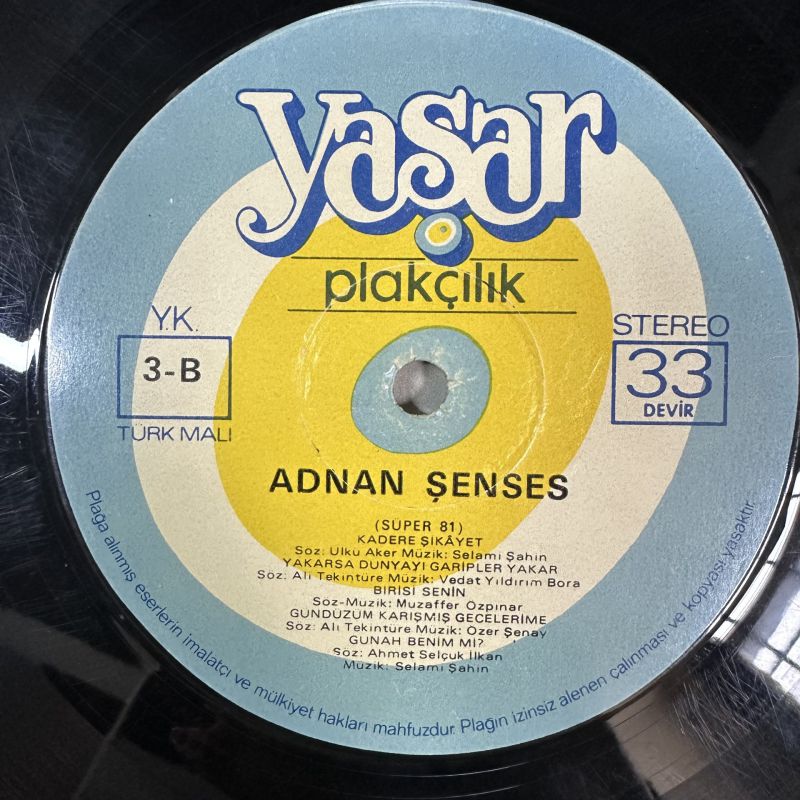 yaşar
plakçılık
Y.K.
3-B
TÜRK MALI
STEREO
33
DEVİR
ADNAN ŞENSES
(SÜPER 81)
KADERE ŞİKÂYET
Söz: Ülkü Aker Müzik: Selami Şahin
YAKARSA DUNYAYI GARİPLER YAKAR
Söz: Ali Tekintüre Müzik: Vedat Yıldırım Bora
BİRİSİ SENİN
Söz-Müzik: Muzaffer Özpınar
GÜNDÜZÜM KARIŞMIŞ GECELERİME
Söz: Ali Tekintüre Müzik: Özer Şenay
GUNAH BENİM Mİ?
Söz: Ahmet Selçuk İlkan
Müzik: Selami Şahin
Plağa alınmış eserlerin imalatçı ve mülkiyet hakları mahfuzdur. Plağın izinsiz alenen çalınması ve kopyası yasaktır.